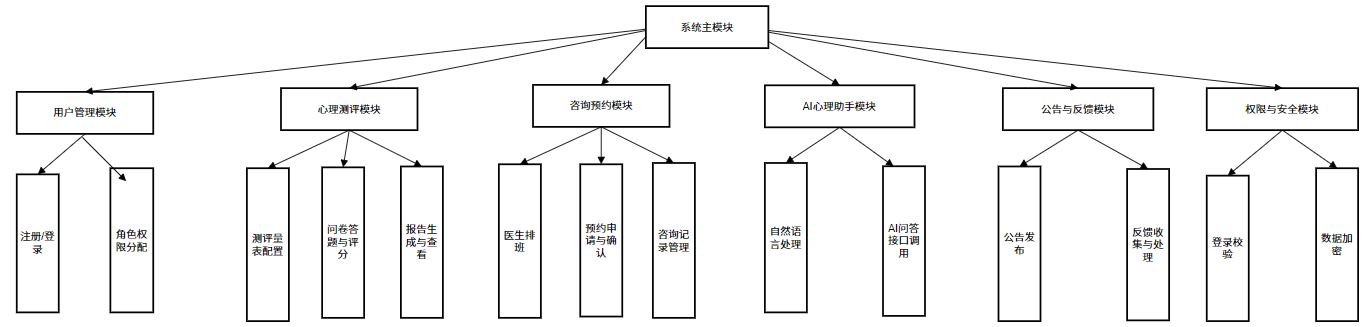 系统主模块
用户管理模块
心理测评模块
咨询预约模块
AI心理助手模块
公告与反馈模块
权限与安全模块
注册/登
录
角色权
限分配
测评呈
表配置
问卷答
题与评
分
报告生
成与查
看
医生排
班
预约申
请与确
认
咨询记
录管理
自然语
言处理
AI问答
接口调
用
公告发
布
反馈收
集与处
理
登录校
验
数据加
密